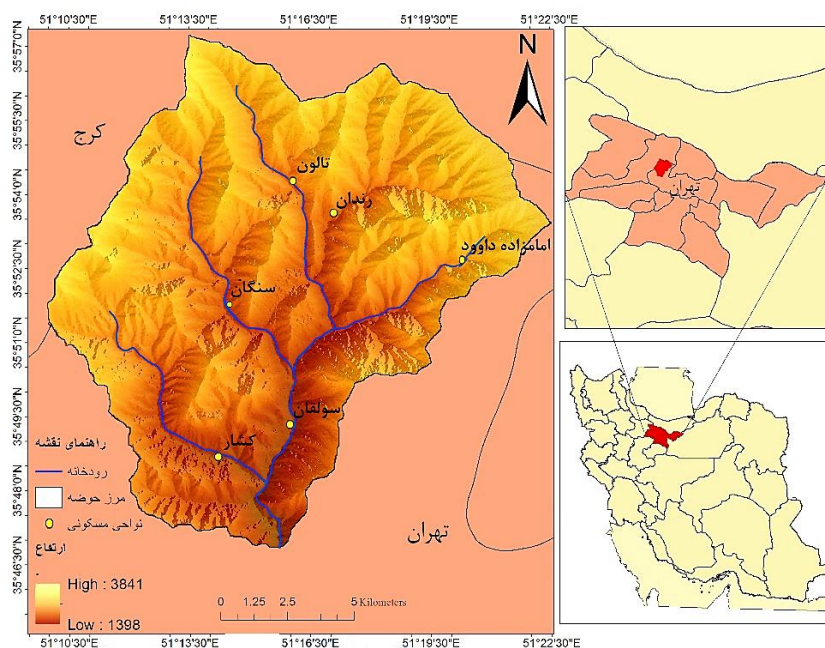 51°10'30"E
51°13'30"E
51°16'30"E
51°19'30"E
51°22'30"E
35°57'0"N
35°55'30"N
35°54'0"N
35°52'30"N
35°51'0"N
35°49'30"N
35°48'0"N
35°46'30"N
N
کرج
تالون
رندان
امامزاده داوود
سنگان
سولقان
کشار
تهران
راهنمای نقشه
رودخانه
مرز حوضه
نواحی مسکونی
ارتفاع
High : 3841
Low : 1398
0 1.25 2.5 5 Kilometers
51°10'30"E
51°13'30"E
51°16'30"E
51°19'30"E
51°22'30"E
تهران